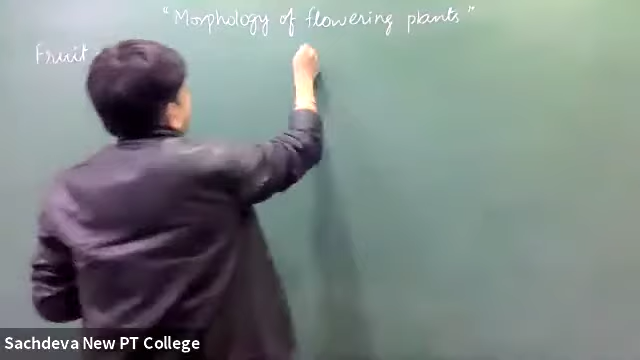 "Morphology of flowering plants"
Fruit
Sachdeva New PT College